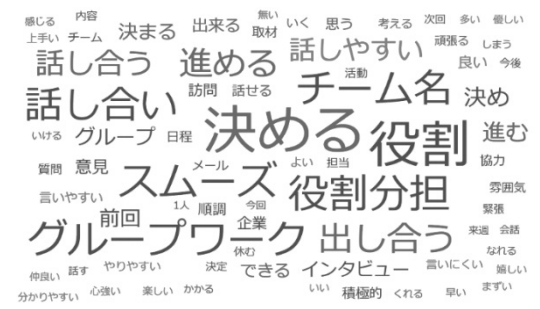 感じる 内容 決まる 出来る 無い いく 思う 考える 次回 多い 優しい
上手い チーム 取材 頑張る しまう
話し合う 進める 話しやすい 良い 今後
訪問 話せる 活動
話し合い チーム名 決め
いける グループ 日程 決める 役割 進む
質問 意見 メール よい 担当 協力
スムーズ 役割分担 雰囲気
言いやすい 1人 順調 今回 緊張
前回 企業
グループワーク 出し合う 来週 会話
休む なれる
仲良い 話す やりやすい 決定 できる インタビュー 言いにくい 嬉しい
分かりやすい 心強い 楽しい かかる いい 積極的 くれる 早い まずい